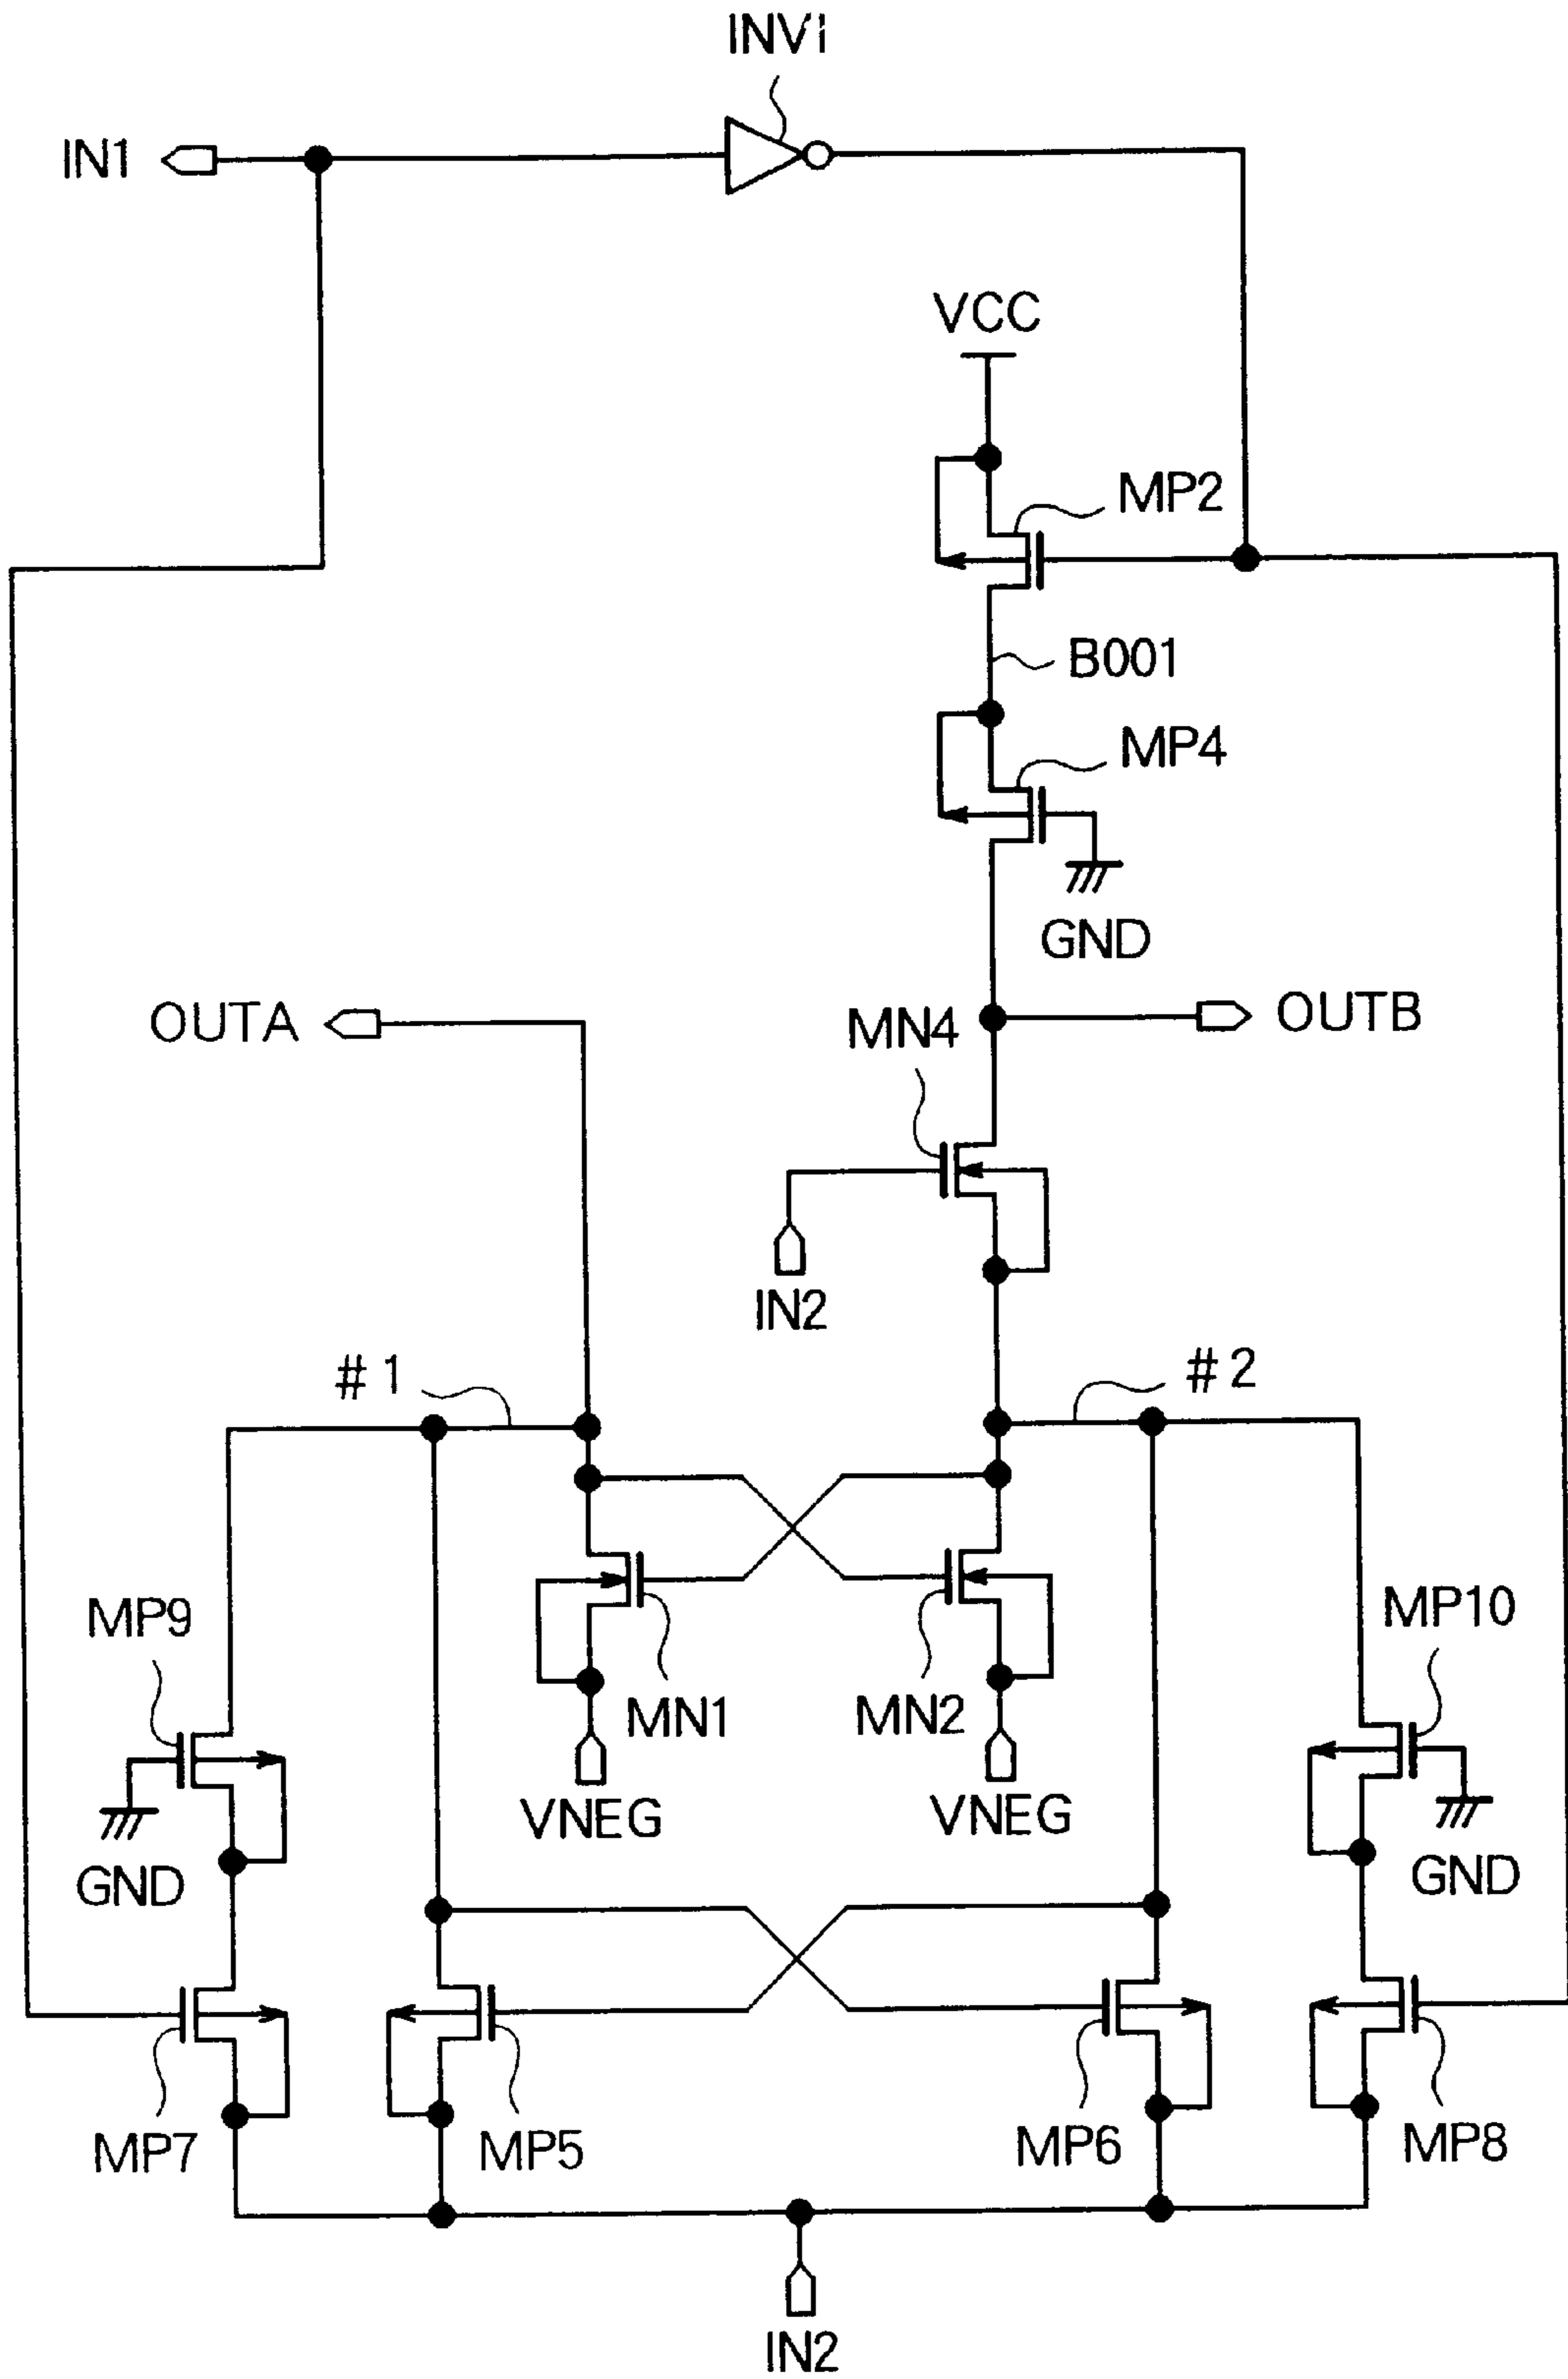 INV1
IN1
VCC
MP2
B001
MP4
GND
OUTA
MN4
OUTB
IN2
#1
#2
MP9
MP10
MN1
MN2
VNEG
VNEG
GND
GND
MP7
MP5
MP6
MP8
IN2